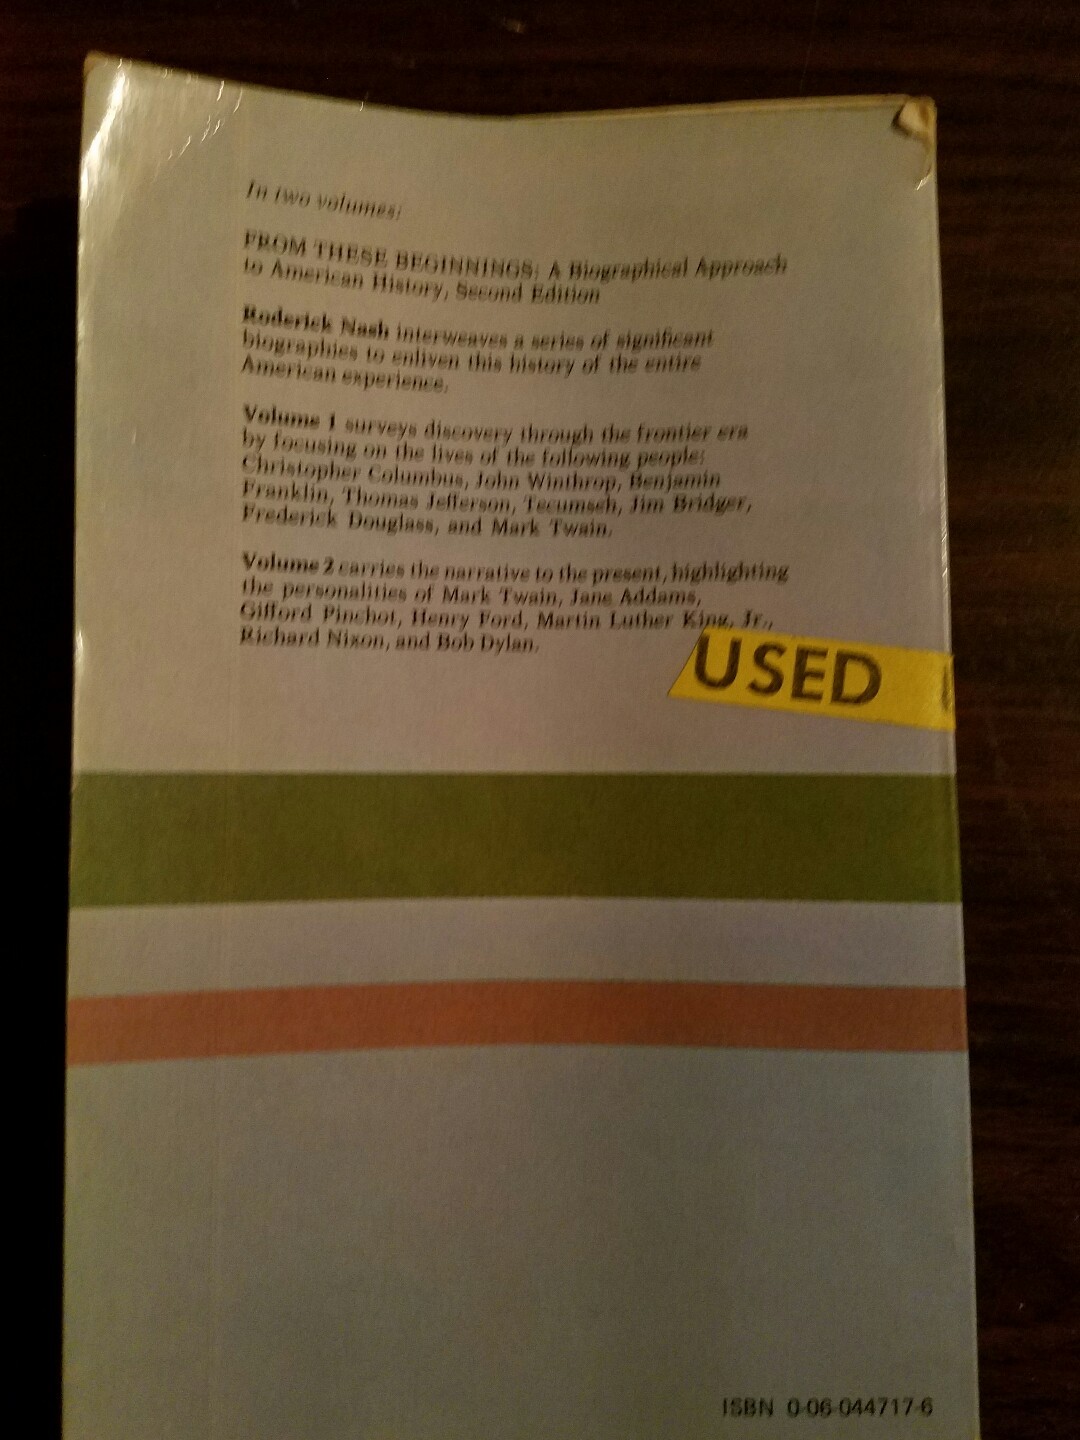 In two volumes:
FROM THESE BEGINNINGS: A Biographical Approach
to American History, Second Edition
Roderick Nash interweaves a series of significant
biographies to enliven this history of the entire
American experience.
Volume 1 surveys discovery through the frontier era
by focusing on the lives of the following people:
Christopher Columbus, John Winthrop, Benjamin
Franklin, Thomas Jefferson, Tecumseh, Jim Bridger,
Frederick Douglass, and Mark Twain.
Volume 2 carries the narrative to the present, highlighting
the personalities of Mark Twain, Jane Addams,
Gifford Pinchot, Henry Ford, Martin Luther King, Jr.,
Richard Nixon, and Bob Dylan.
USED
ISBN 0-06-044717-6